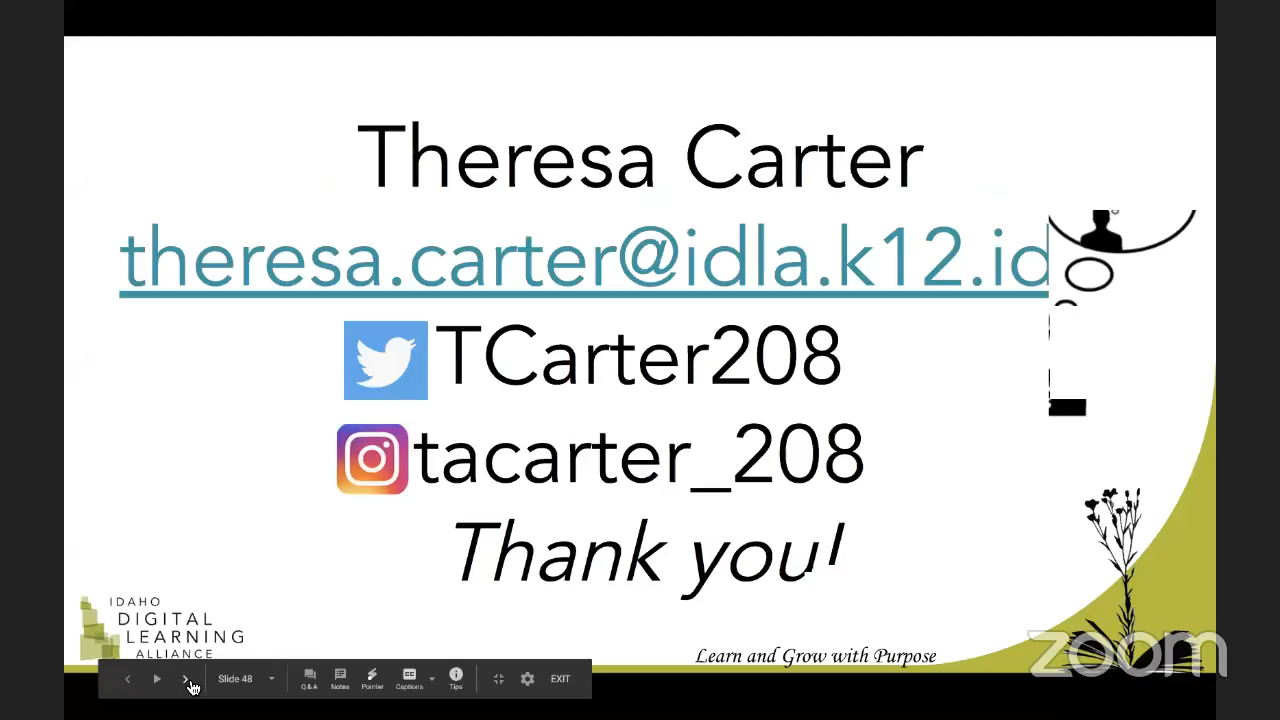 Theresa Carter
theresa.carter@idla.k12.id
TCarter208
tacarter_208
Thank you!
IDAHO
DIGITAL
LEARNING
ALLIANCE
Learn and Grow with Purpose
zoom
Slide 48
Q&A
Notes
Pointer
Captions
Tips
EXIT